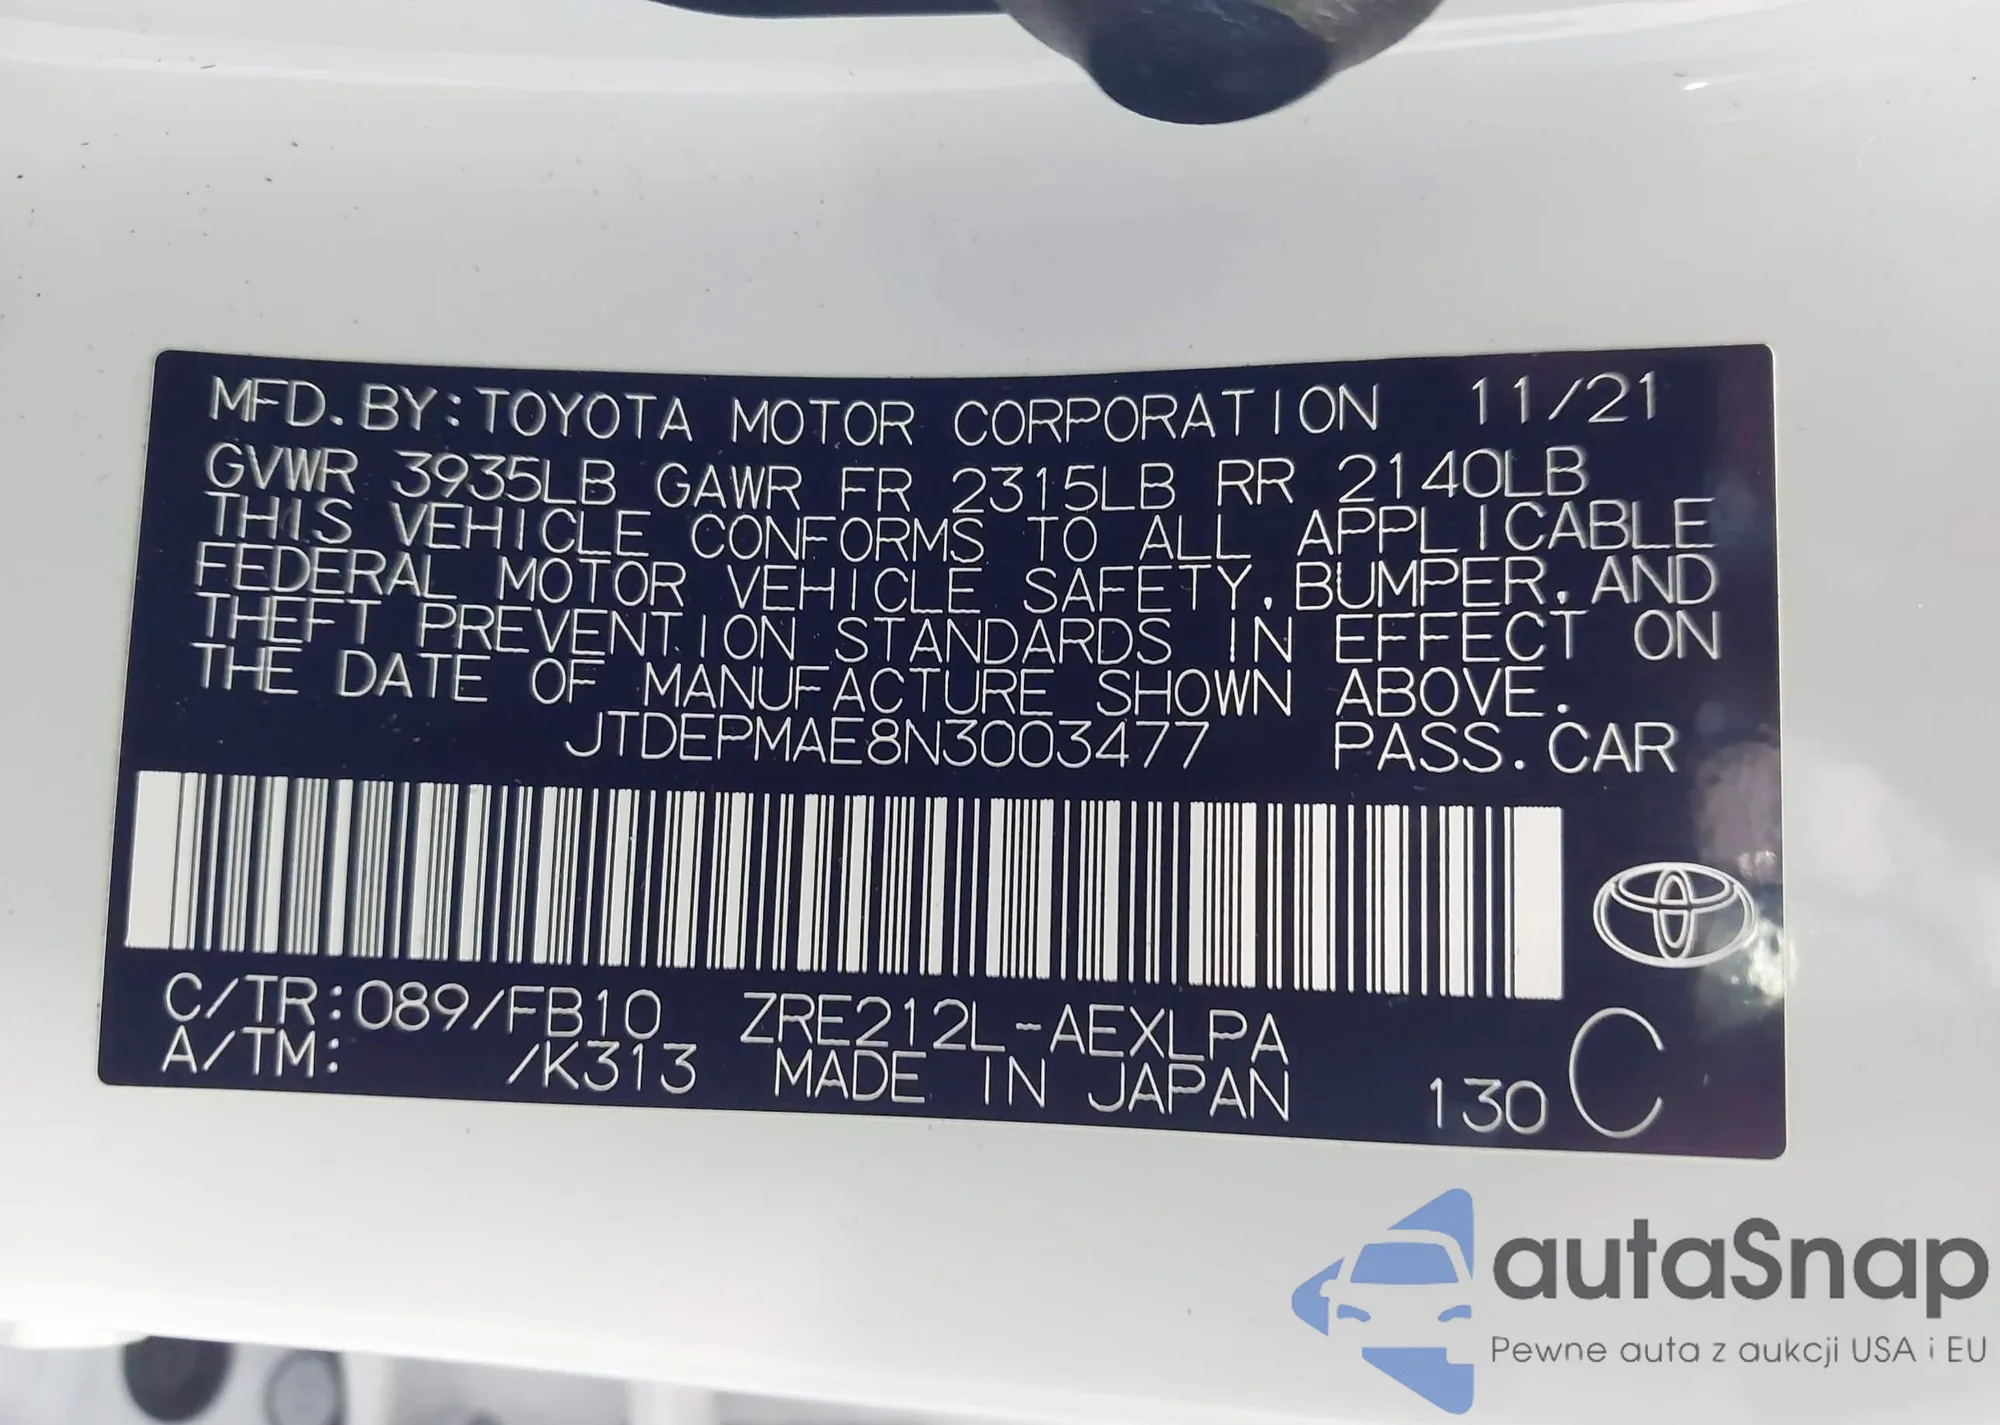 MFD. BY: TOYOTA MOTOR CORPORATION 11/21
GVWR 3935LB GAWR FR 2315LB RR 2140LB
THIS VEHICLE CONFORMS TO ALL APPLICABLE
FEDERAL MOTOR VEHICLE SAFETY, BUMPER, AND
THEFT PREVENTION STANDARDS IN EFFECT ON
THE DATE OF MANUFACTURE SHOWN ABOVE.
JTDEPMAE8N3003477 PASS. CAR
C/TR: 089/FB10 ZRE212L-AEXLPA
A/TM: /K313 MADE IN JAPAN 130 C
autaSnap
Pewne auta z aukcji USA i EU